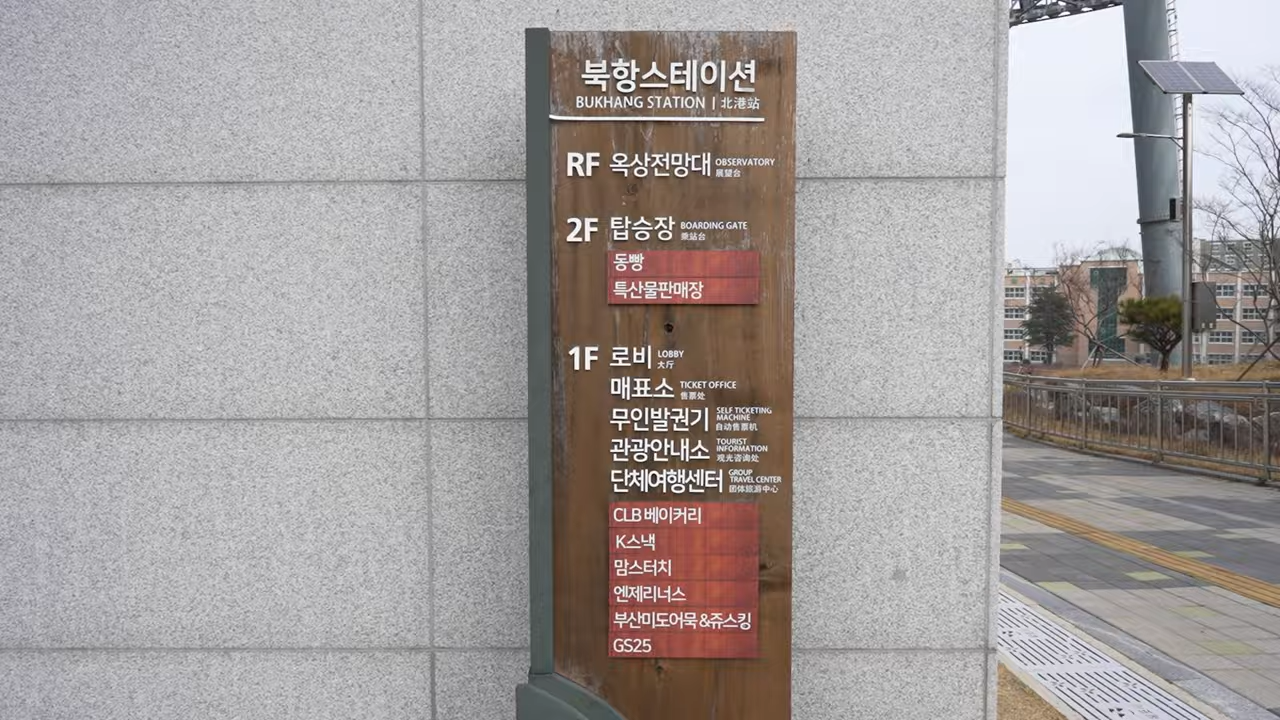 북항스테이션
BUKHANG STATION | 北港站
RF 옥상전망대 OBSERVATORY
展望台
2F 탑승장 BOARDING GATE
乘站台
동빵
특산물판매장
1F 로비 LOBBY
大厅
매표소 TICKET OFFICE
售票处
무인발권기 SELF TICKETING
MACHINE
自动售票机
관광안내소 TOURIST
INFORMATION
观光咨询处
단체여행센터 GROUP
TRAVEL CENTER
团体旅游中心
CLB 베이커리
K스낵
맘스터치
엔제리너스
부산미도어묵 &쥬스킹
GS25